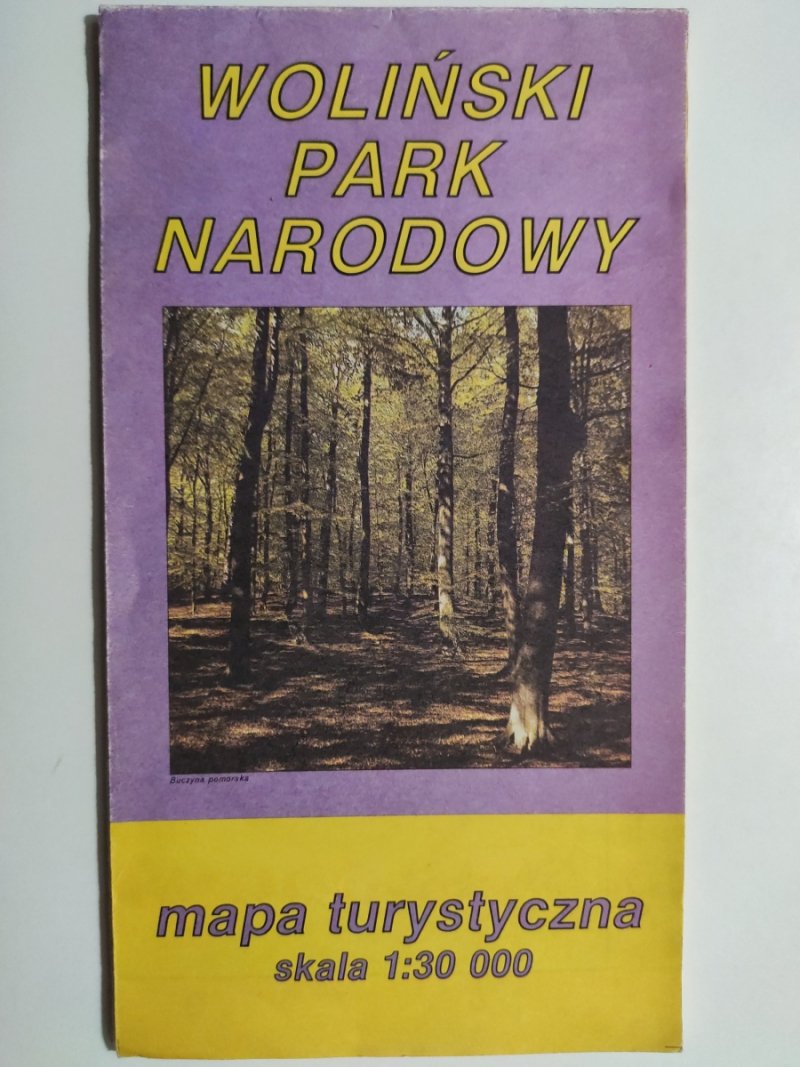 WOLIŃSKI
PARK
NARODOWY
Buczyna pomorska
mapa turystyczna
skala 1:30 000